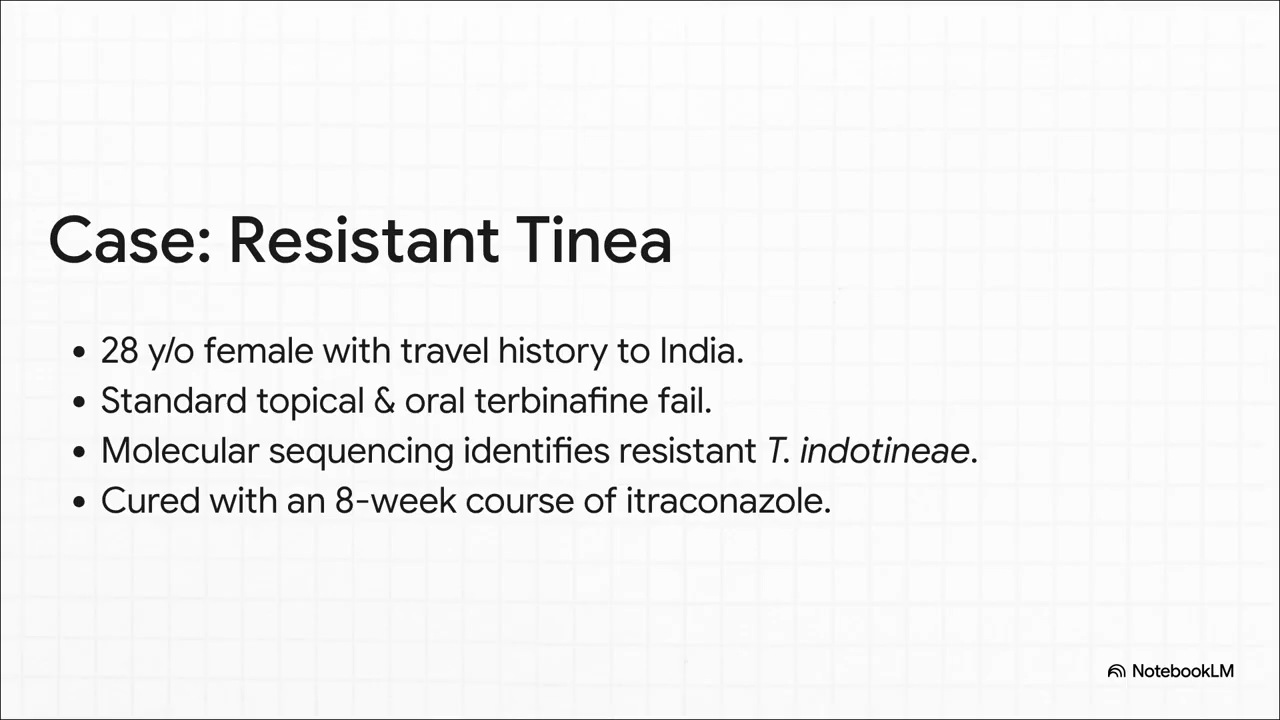 Case: Resistant Tinea
• 28 y/o female with travel history to India.
• Standard topical & oral terbinafine fail.
• Molecular sequencing identifies resistant T. indotineae.
• Cured with an 8-week course of itraconazole.
NotebookLM